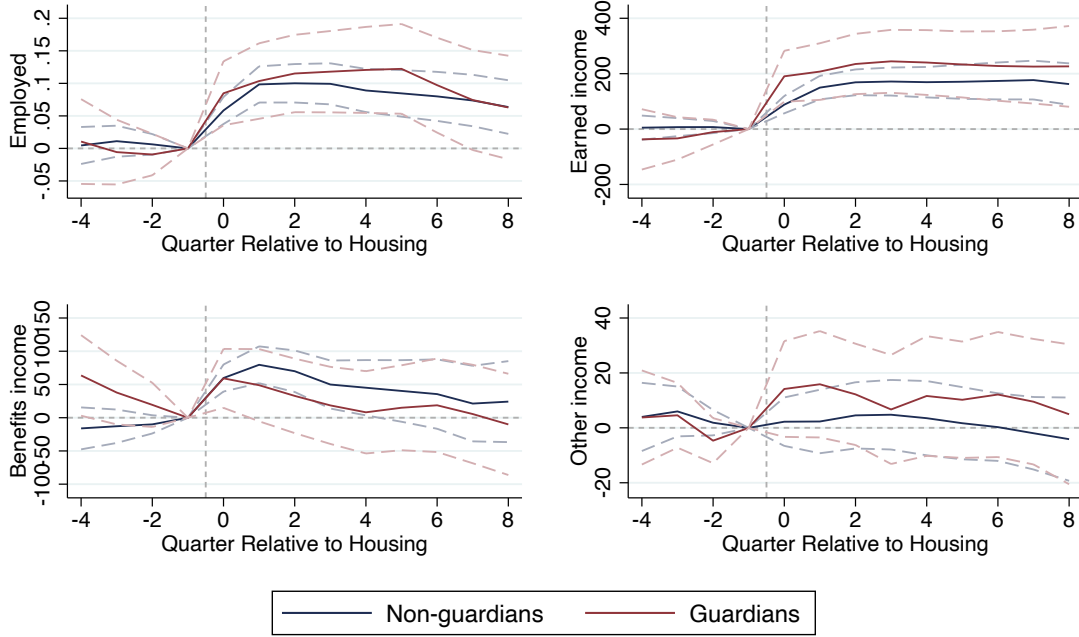 Employed
.2
.15
.1
.05
0
-.05
-4 -2 0 2 4 6 8
Quarter Relative to Housing
Earned income
400
200
0
-200
-4 -2 0 2 4 6 8
Quarter Relative to Housing
Benefits income
150
100
50
0
-50
-100
-4 -2 0 2 4 6 8
Quarter Relative to Housing
Other income
40
20
0
-20
-4 -2 0 2 4 6 8
Quarter Relative to Housing
Non-guardians Guardians